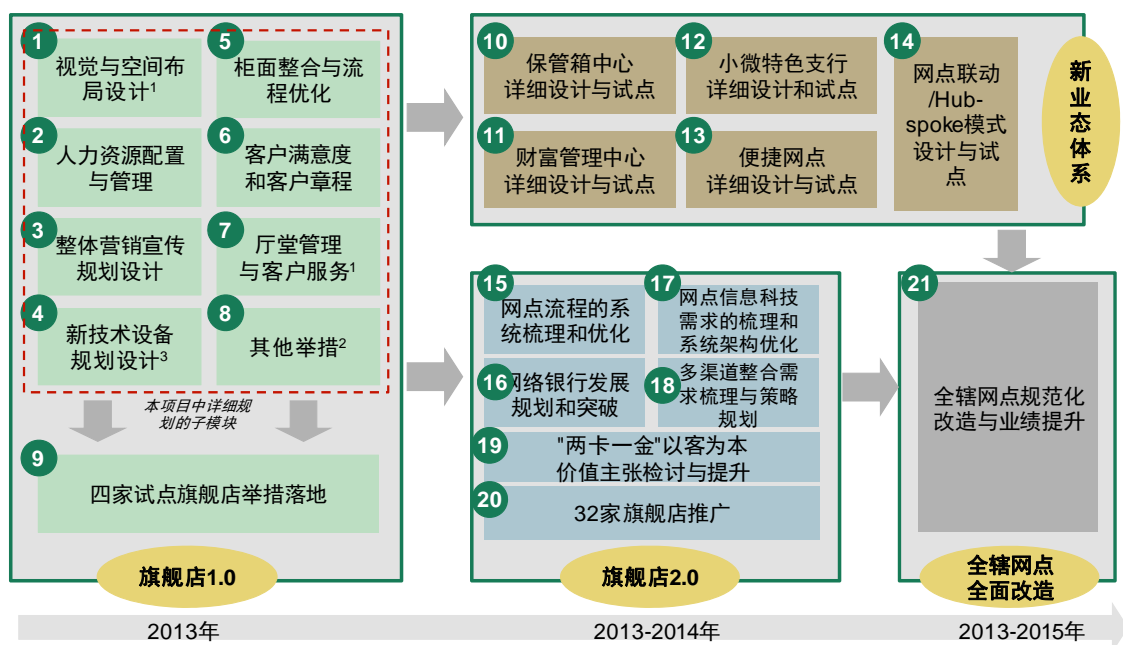 1
视觉与空间布
局设计1
2
人力资源配置
与管理
3
整体营销宣传
规划设计
4
新技术设备
规划设计3
5
柜面整合与流
程优化
6
客户满意度
和客户章程
7
厅堂管理
与客户服务1
8
其他举措2
本项目中详细规
划的子模块
9
四家试点旗舰店举措落地
旗舰店1.0
10
保管箱中心
详细设计与试点
11
财富管理中心
详细设计与试点
12
小微特色支行
详细设计和试点
13
便捷网点
详细设计与试点
14
网点联动
/Hub-
spoke模式
设计与试
点
新
业
态
体
系
15
网点流程的系
统梳理和优化
16
网络银行发展
规划和突破
17
网点信息科技
需求的梳理和
系统架构优化
18
多渠道整合需
求梳理与策略
规划
19
"两卡一金"以客为本
价值主张检讨与提升
20
32家旗舰店推广
旗舰店2.0
21
全辖网点规范化
改造与业绩提升
全辖网点
全面改造
2013年
2013-2014年
2013-2015年